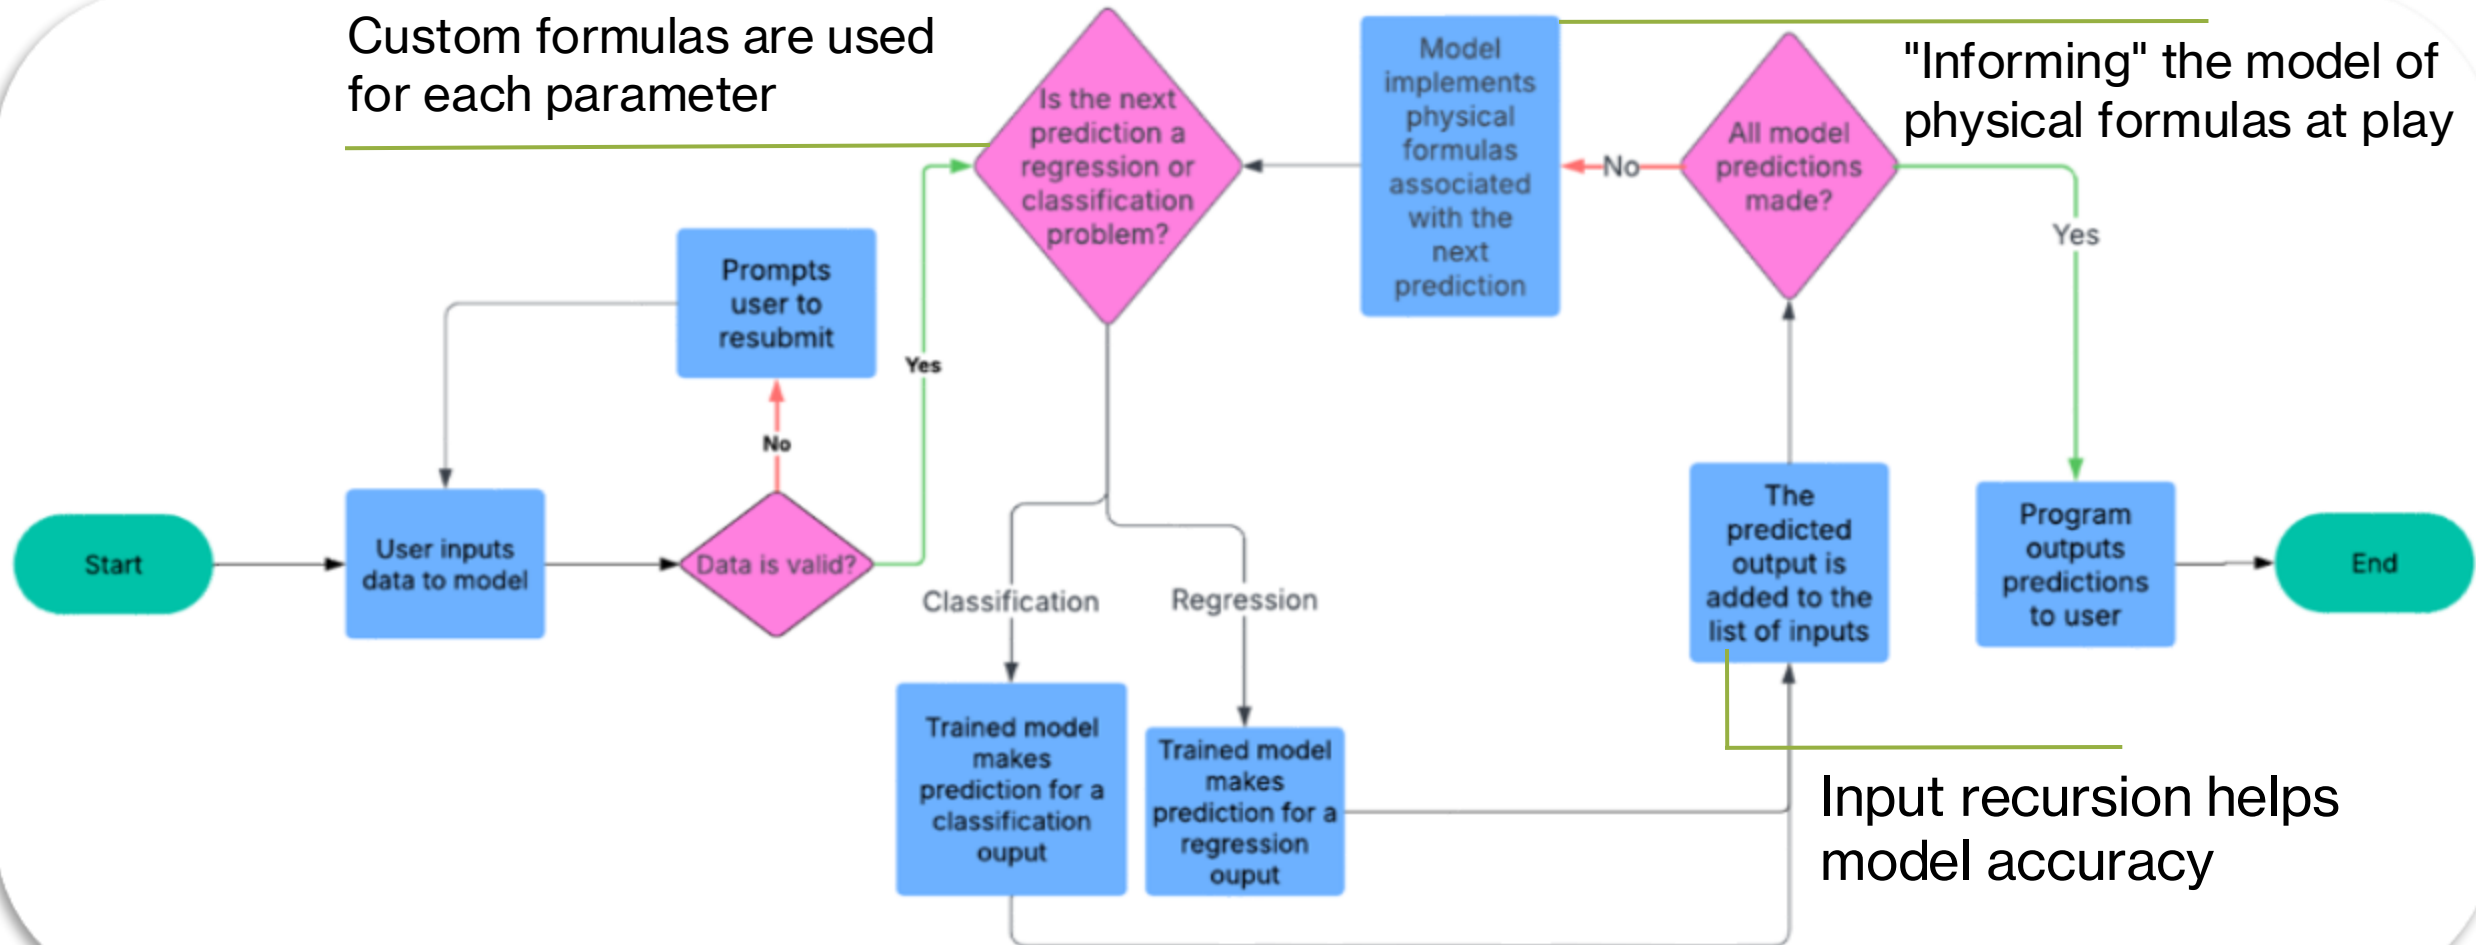 Custom formulas are used
for each parameter
Is the next
prediction a
regression or
classification
problem?
Model
implements
physical
formulas
associated
with the
next
prediction
No
All model
predictions
made?
"Informing" the model of
physical formulas at play
Yes
Prompts
user to
resubmit
Yes
No
Start
User inputs
data to model
Data is valid?
Classification
Regression
The
predicted
output is
added to the
list of inputs
Program
outputs
predictions
to user
End
Trained model
makes
prediction for a
classification
ouput
Trained model
makes
prediction for a
regression
ouput
Input recursion helps
model accuracy